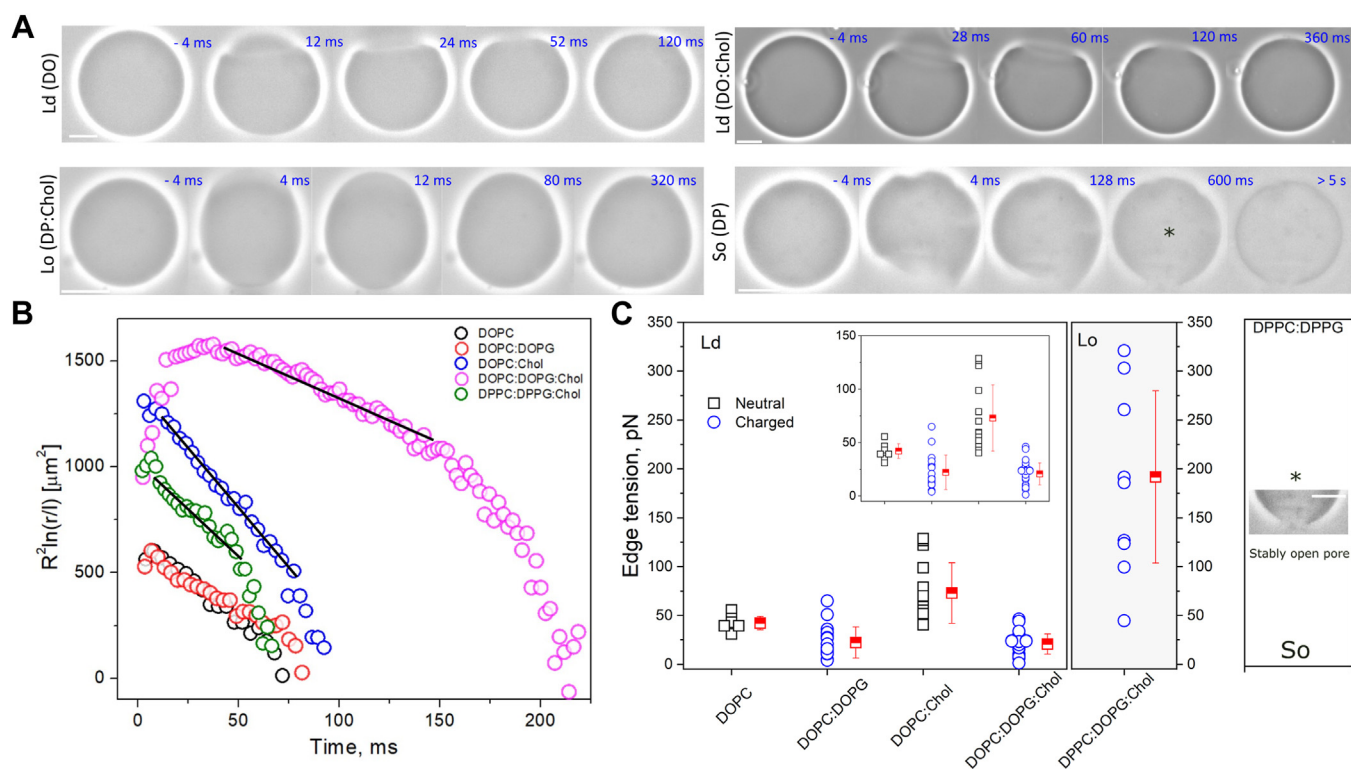 A
Ld (DO)
- 4 ms
12 ms
24 ms
52 ms
120 ms
Ld (DO:Chol)
- 4 ms
28 ms
60 ms
120 ms
360 ms
Lo (DP:Chol)
- 4 ms
4 ms
12 ms
80 ms
320 ms
So (DP)
- 4 ms
4 ms
128 ms
600 ms
> 5 s
*
B
R²ln(r/l) [µm²]
1500
1000
500
0
DOPC
DOPC:DOPG
DOPC:Chol
DOPC:DOPG:Chol
DPPC:DPPG:Chol
0
50
100
150
200
Time, ms
C
Edge tension, pN
350
300
250
200
150
100
50
0
Ld
Neutral
Charged
150
100
50
0
Lo
350
300
250
200
150
100
50
0
DOPC
DOPC:DOPG
DOPC:Chol
DOPC:DOPG:Chol
DPPC:DOPG:Chol
DPPC:DPPG
*
Stably open pore
So